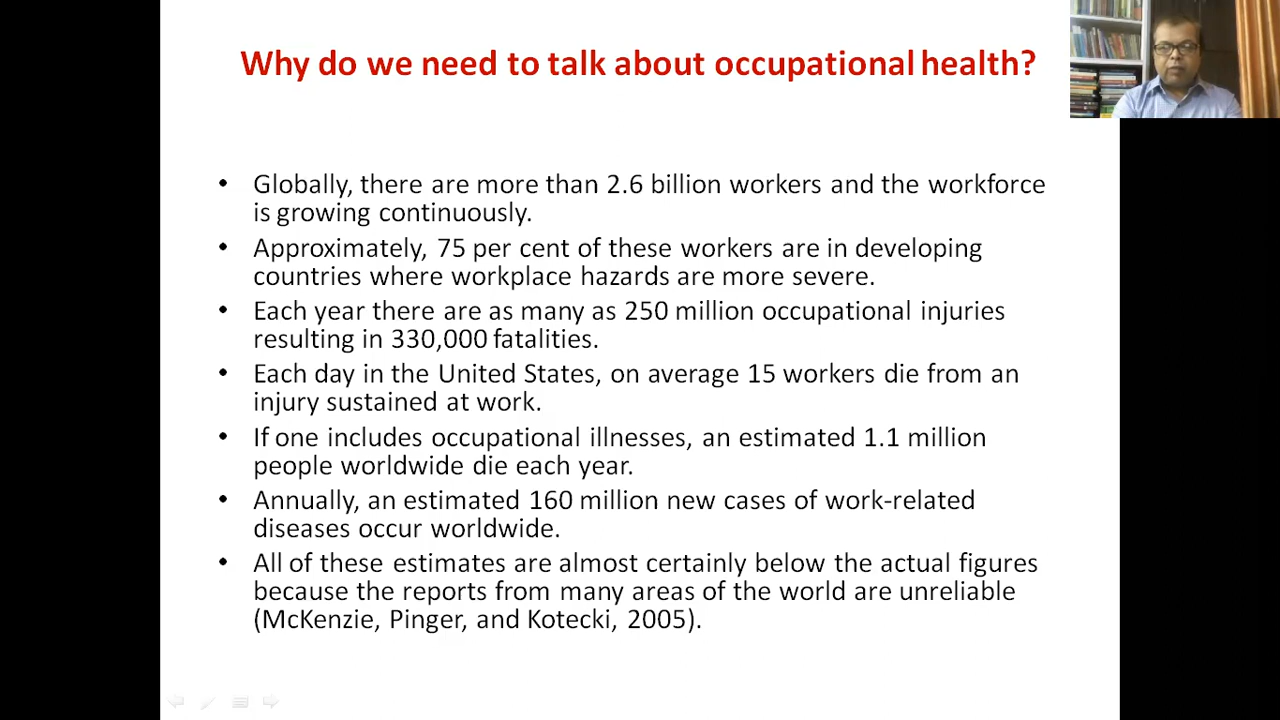 Why do we need to talk about occupational health?
• Globally, there are more than 2.6 billion workers and the workforce
is growing continuously.
• Approximately, 75 per cent of these workers are in developing
countries where workplace hazards are more severe.
• Each year there are as many as 250 million occupational injuries
resulting in 330,000 fatalities.
• Each day in the United States, on average 15 workers die from an
injury sustained at work.
• If one includes occupational illnesses, an estimated 1.1 million
people worldwide die each year.
• Annually, an estimated 160 million new cases of work-related
diseases occur worldwide.
• All of these estimates are almost certainly below the actual figures
because the reports from many areas of the world are unreliable
(McKenzie, Pinger, and Kotecki, 2005).